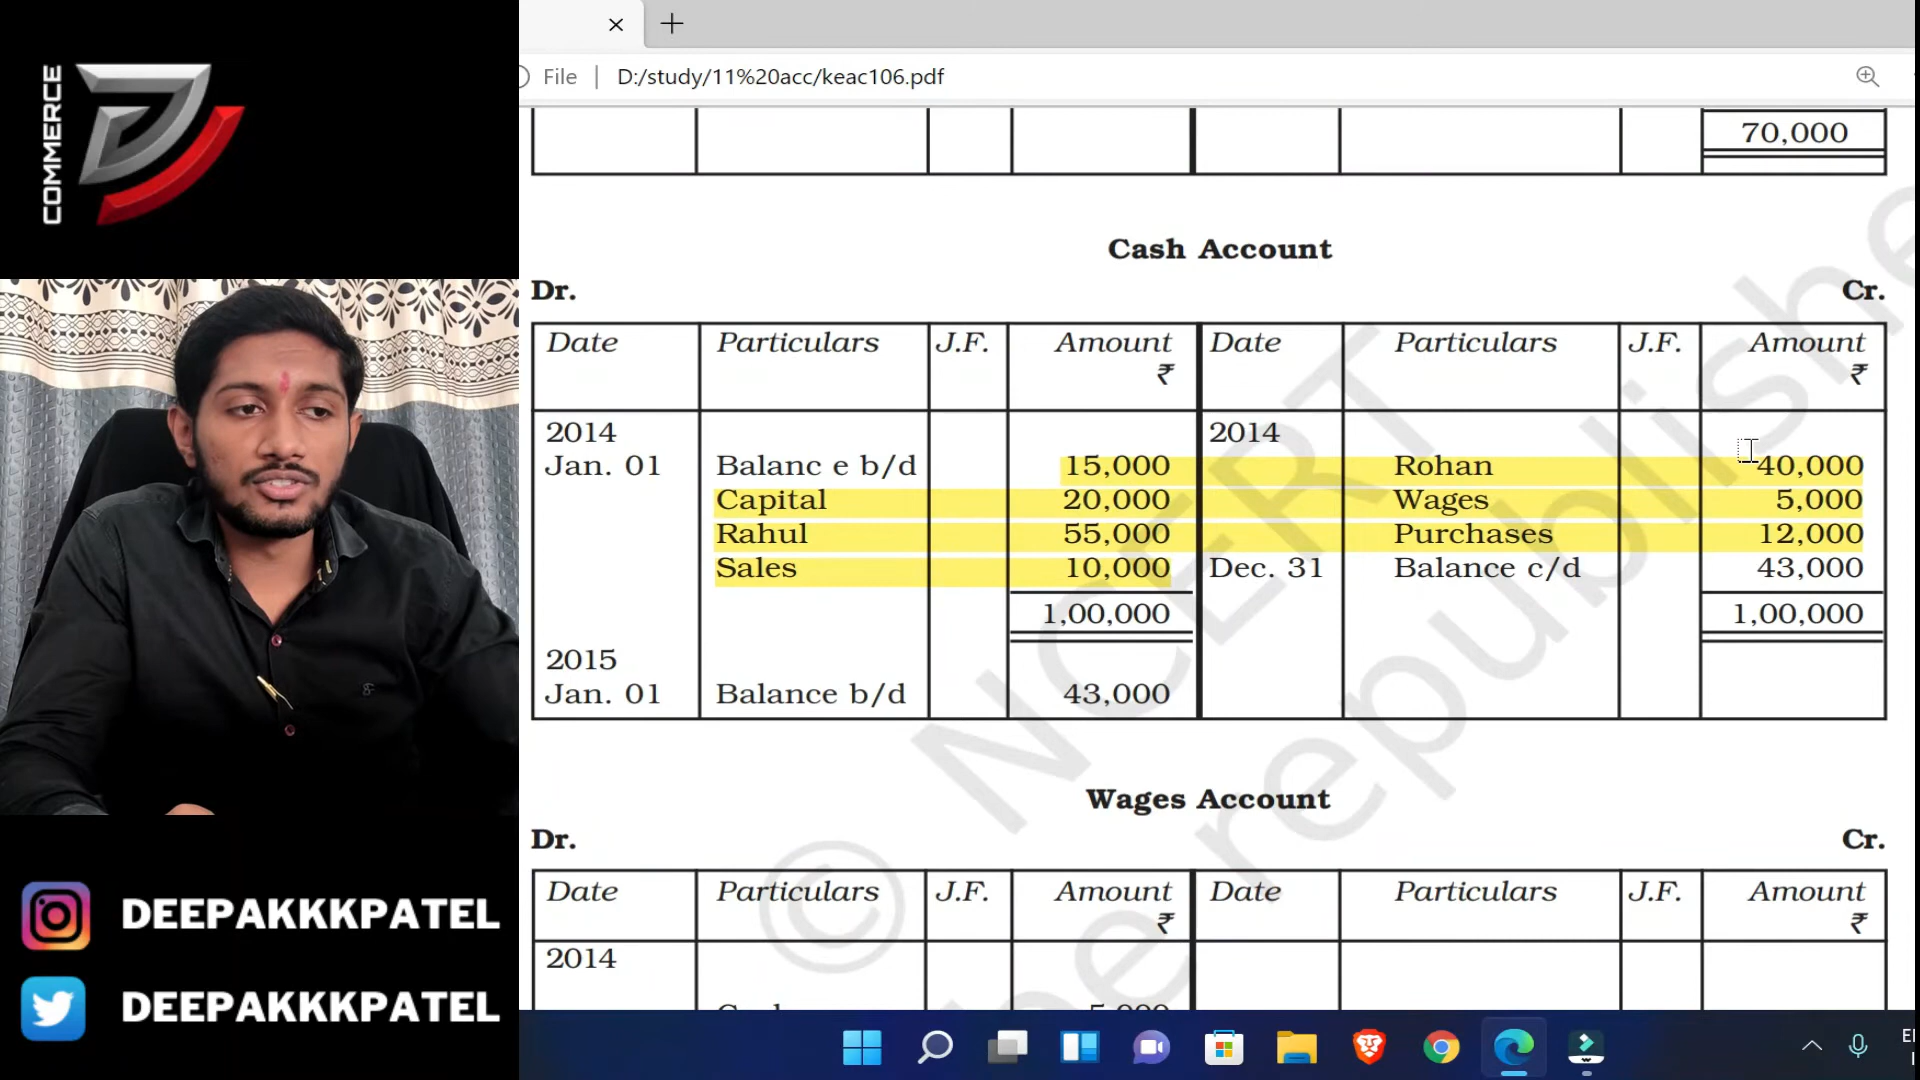 COMMERCE
File | D:/study/11%20acc/keac106.pdf
70,000
Cash Account
Dr. Cr.
Date Particulars J.F. Amount Date Particulars J.F. Amount
₹ ₹
2014 2014
Jan. 01 Balanc e b/d 15,000 Rohan 40,000
Capital 20,000 Wages 5,000
Rahul 55,000 Purchases 12,000
Sales 10,000 Dec. 31 Balance c/d 43,000
1,00,000 1,00,000
2015
Jan. 01 Balance b/d 43,000
Wages Account
Dr. Cr.
Date Particulars J.F. Amount Date Particulars J.F. Amount
₹ ₹
2014
© NCERT
be republished
DEEPAKKKPATEL
DEEPAKKKPATEL